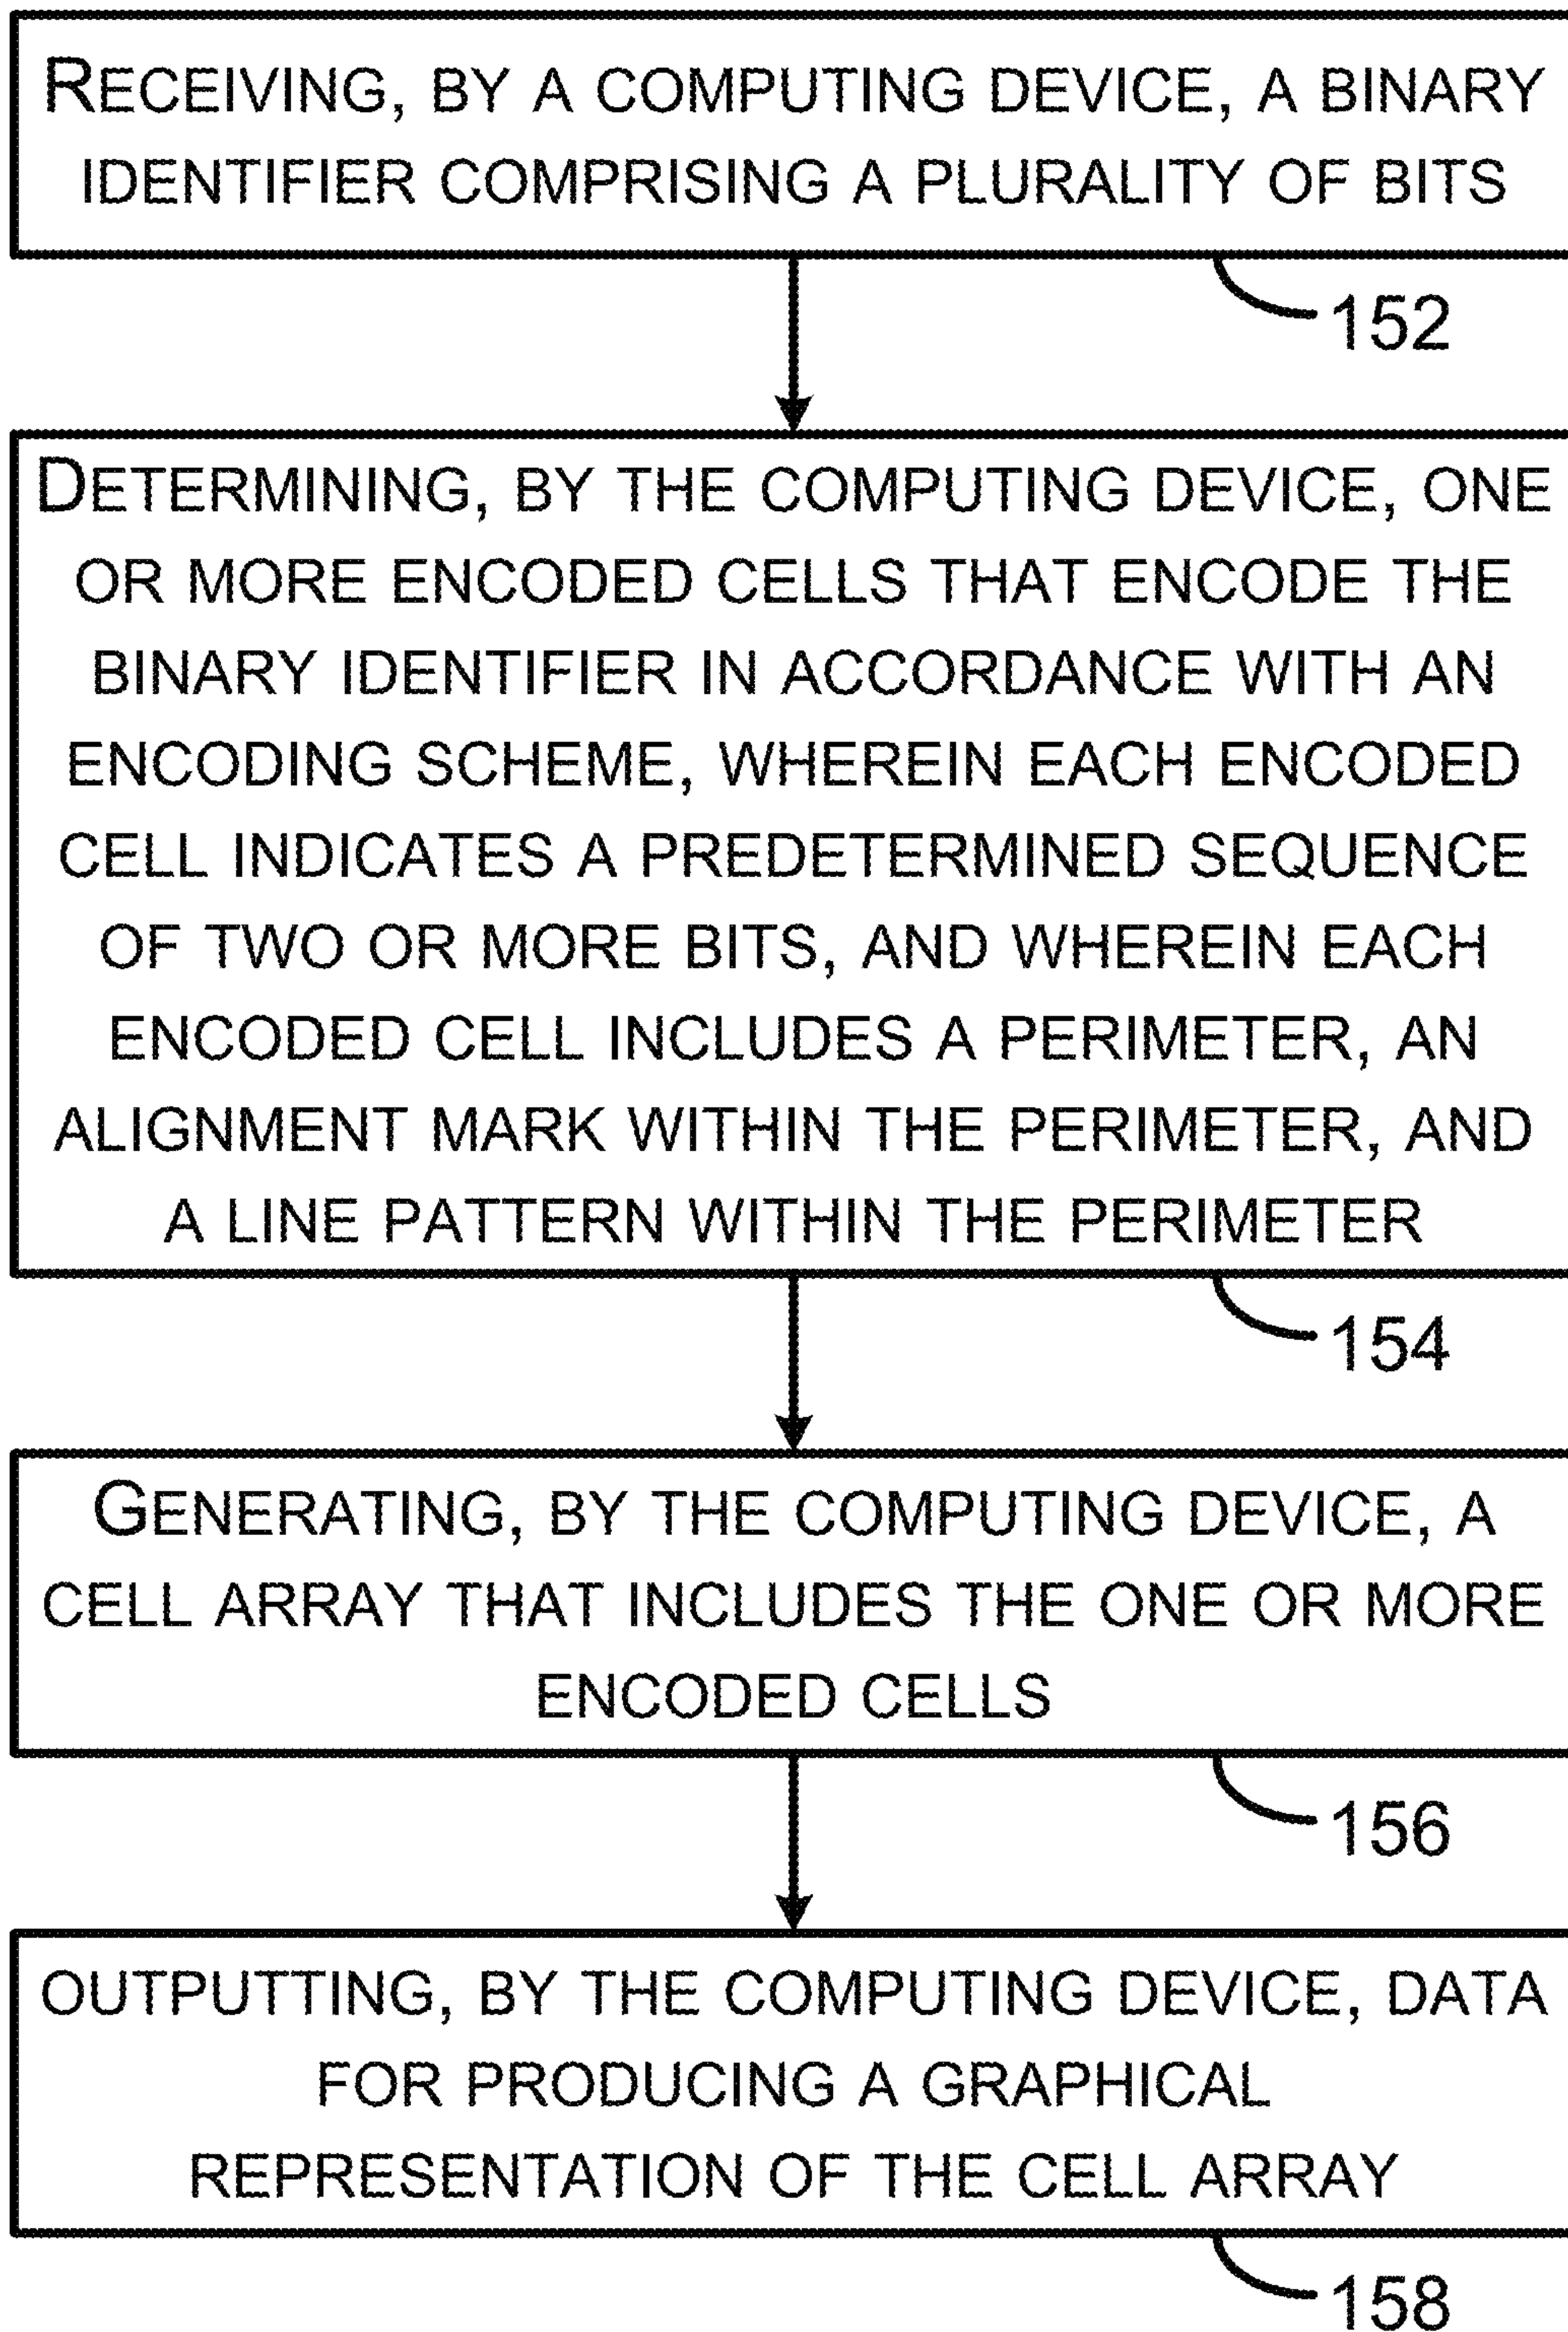 RECEIVING, BY A COMPUTING DEVICE, A BINARY
IDENTIFIER COMPRISING A PLURALITY OF BITS
152
DETERMINING, BY THE COMPUTING DEVICE, ONE
OR MORE ENCODED CELLS THAT ENCODE THE
BINARY IDENTIFIER IN ACCORDANCE WITH AN
ENCODING SCHEME, WHEREIN EACH ENCODED
CELL INDICATES A PREDETERMINED SEQUENCE
OF TWO OR MORE BITS, AND WHEREIN EACH
ENCODED CELL INCLUDES A PERIMETER, AN
ALIGNMENT MARK WITHIN THE PERIMETER, AND
A LINE PATTERN WITHIN THE PERIMETER
154
GENERATING, BY THE COMPUTING DEVICE, A
CELL ARRAY THAT INCLUDES THE ONE OR MORE
ENCODED CELLS
156
OUTPUTTING, BY THE COMPUTING DEVICE, DATA
FOR PRODUCING A GRAPHICAL
REPRESENTATION OF THE CELL ARRAY
158